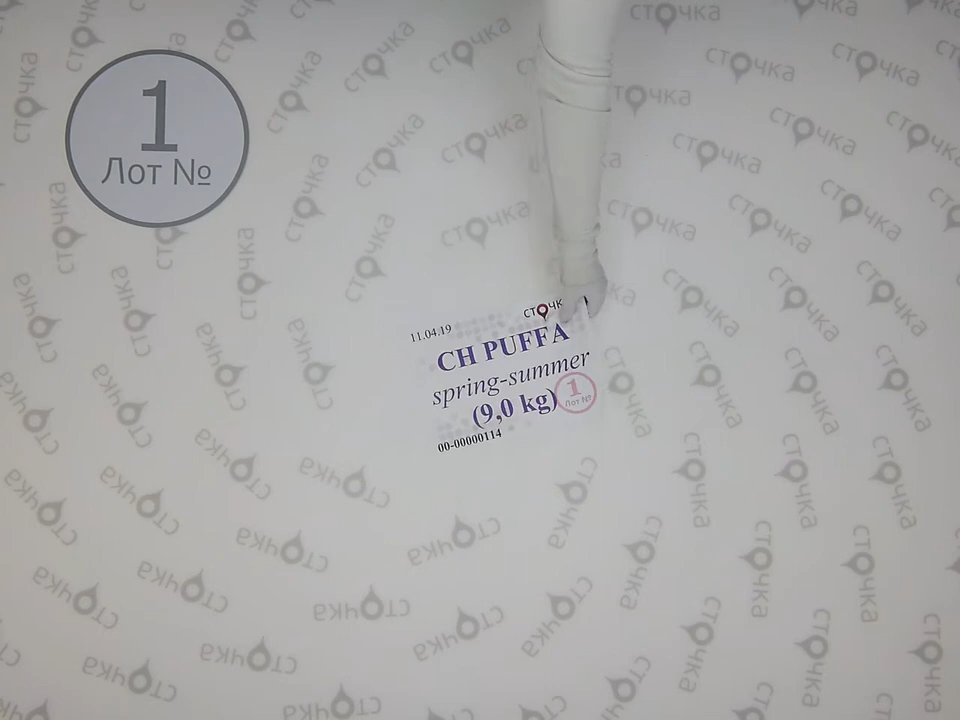 1
Лот №
11.04.19
сточк
CH PUFFA
spring-summer
(9,0 kg)
1
Лот №
00-00000114
сточка